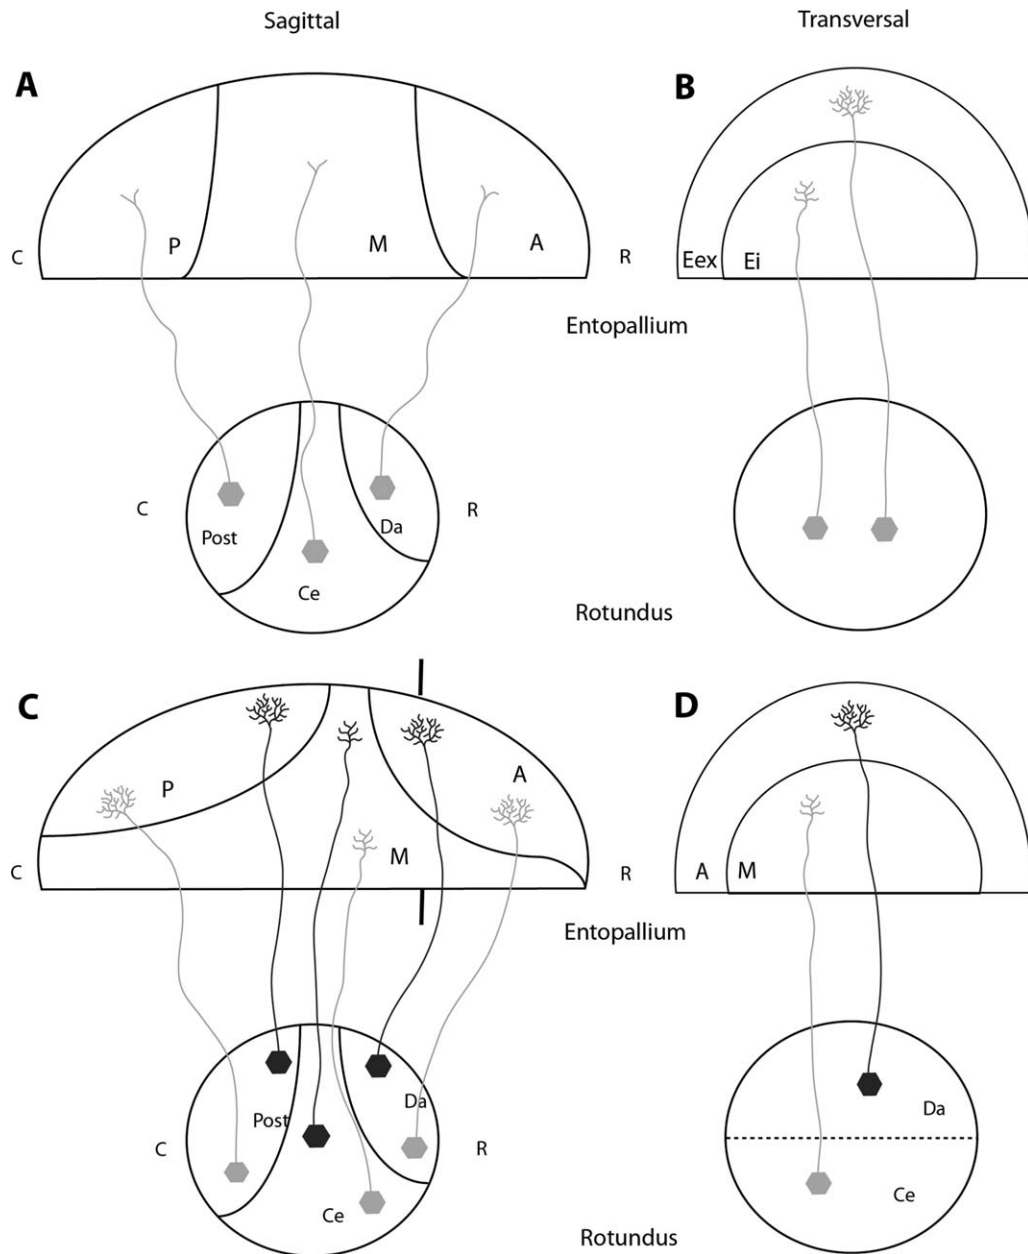 Sagittal
Transversal
A
B
P
M
A
C
R
Eex
Ei
Entopallium
C
R
Post
Da
Ce
Rotundus
C
D
P
A
M
C
R
A
M
Entopallium
Post
Da
C
R
Ce
Da
Ce
Rotundus